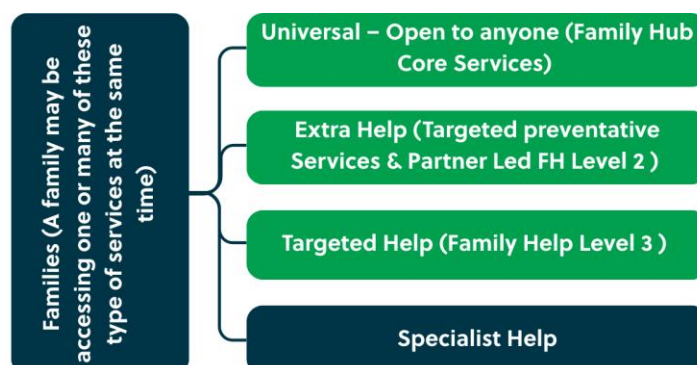 Families (A family may be
accessing one or many of these
type of services at the same
time)
Universal – Open to anyone (Family Hub
Core Services)
Extra Help (Targeted preventative
Services & Partner Led FH Level 2 )
Targeted Help (Family Help Level 3 )
Specialist Help